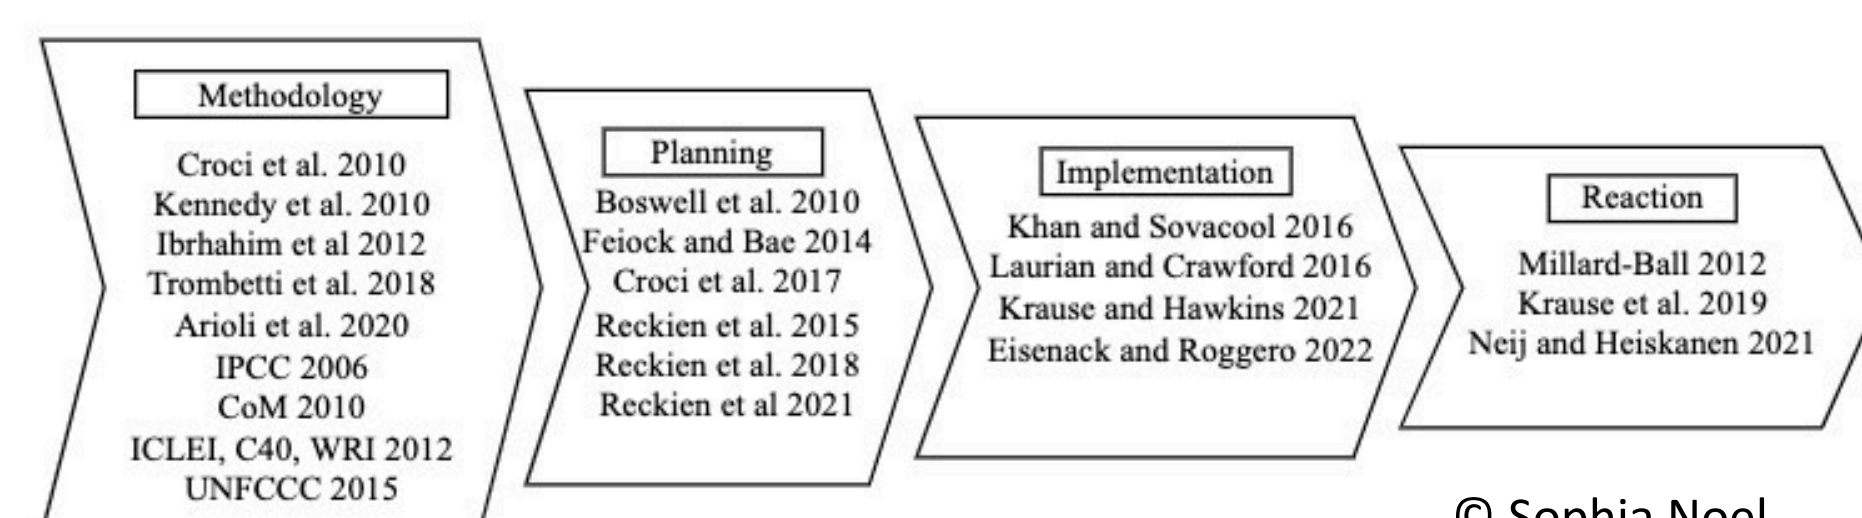 Methodology
Croci et al. 2010
Kennedy et al. 2010
Ibrhahim et al 2012
Trombetti et al. 2018
Arioli et al. 2020
IPCC 2006
CoM 2010
ICLEI, C40, WRI 2012
UNFCCC 2015
Planning
Boswell et al. 2010
Feiock and Bae 2014
Croci et al. 2017
Reckien et al. 2015
Reckien et al. 2018
Reckien et al 2021
Implementation
Khan and Sovacool 2016
Laurian and Crawford 2016
Krause and Hawkins 2021
Eisenack and Roggero 2022
Reaction
Millard-Ball 2012
Krause et al. 2019
Neij and Heiskanen 2021
© Sophia Noel